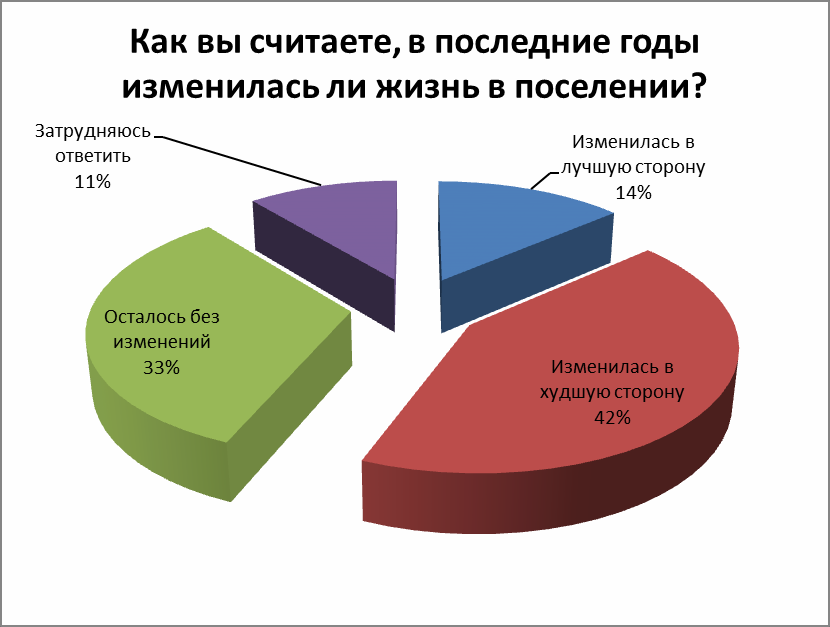 Как вы считаете, в последние годы
изменилась ли жизнь в поселении?
Затрудняюсь
ответить
11%
Изменилась в
лучшую сторону
14%
Осталось без
изменений
33%
Изменилась в
худшую сторону
42%